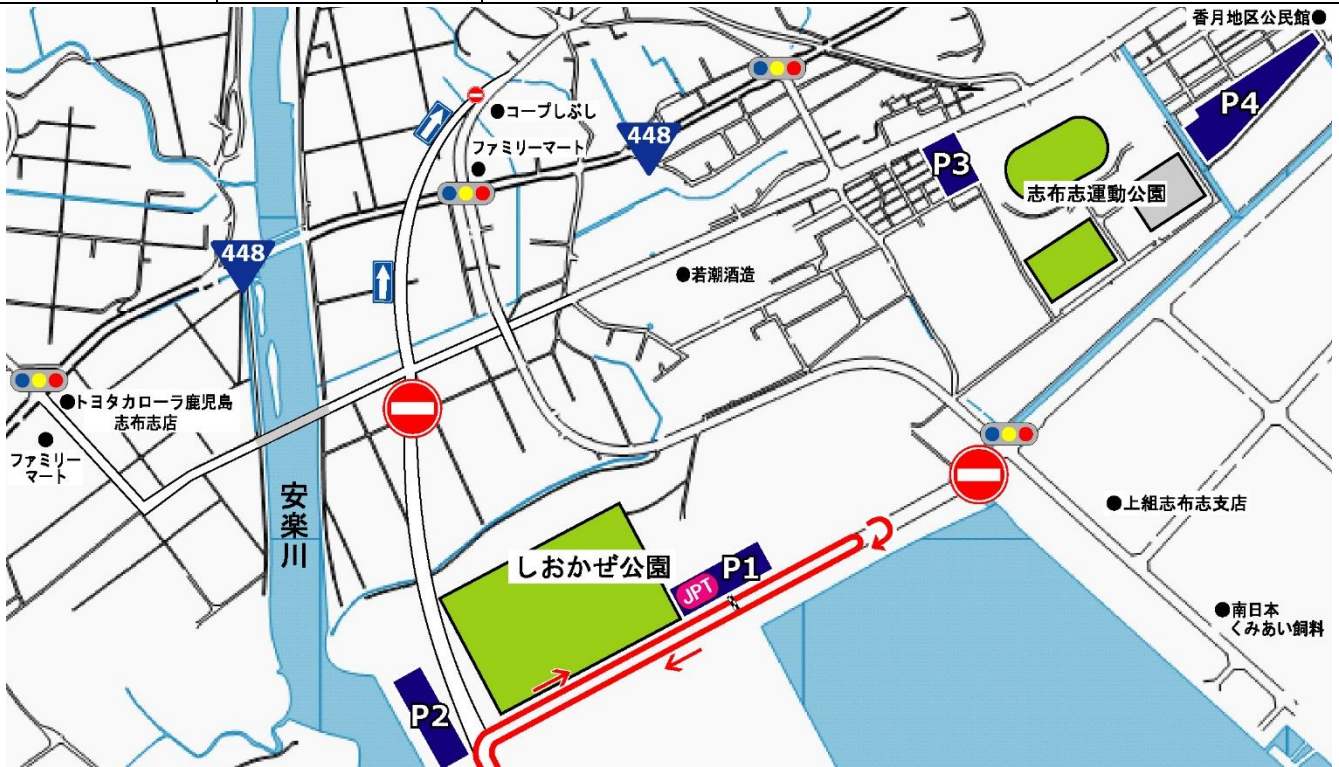 香月地区公民館●
P4
●コープしぶし
448
ファミリーマート●
P3
志布志運動公園
448
●若潮酒造
●トヨタカローラ鹿児島
志布志店
●
ファミリー
マート
安楽川
●上組志布志支店
しおかぜ公園
P1
JPT
●南日本
くみあい飼料
P2